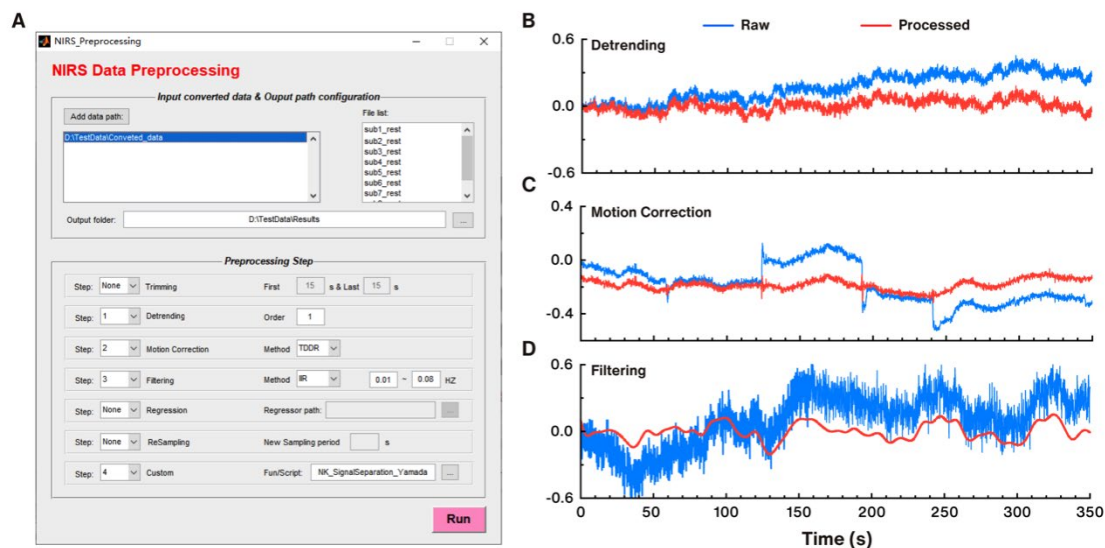 A
NIRS_Preprocessing
NIRS Data Preprocessing
Input converted data & Ouput path configuration
Add data path:
File list:
D:\TestData\Conveted_data
sub1_rest
sub2_rest
sub3_rest
sub4_rest
sub5_rest
sub6_rest
sub7_rest
Output folder: D:\TestData\Results ...
Preprocessing Step
Step: None Trimming First 15 s & Last 15 s
Step: 1 Detrending Order 1
Step: 2 Motion Correction Method TDDR
Step: 3 Filtering Method IIR 0.01 ~ 0.08 HZ
Step: None Regression Regressor path: ...
Step: None ReSampling New Sampling period s
Step: 4 Custom Fun/Script: NK_SignalSeparation_Yamada ...
Run
B
Raw Processed
Detrending
0.6
0.0
-0.6
C
Motion Correction
0.4
0.0
-0.4
D
Filtering
0.6
0.0
-0.6
0 50 100 150 200 250 300 350
Time (s)